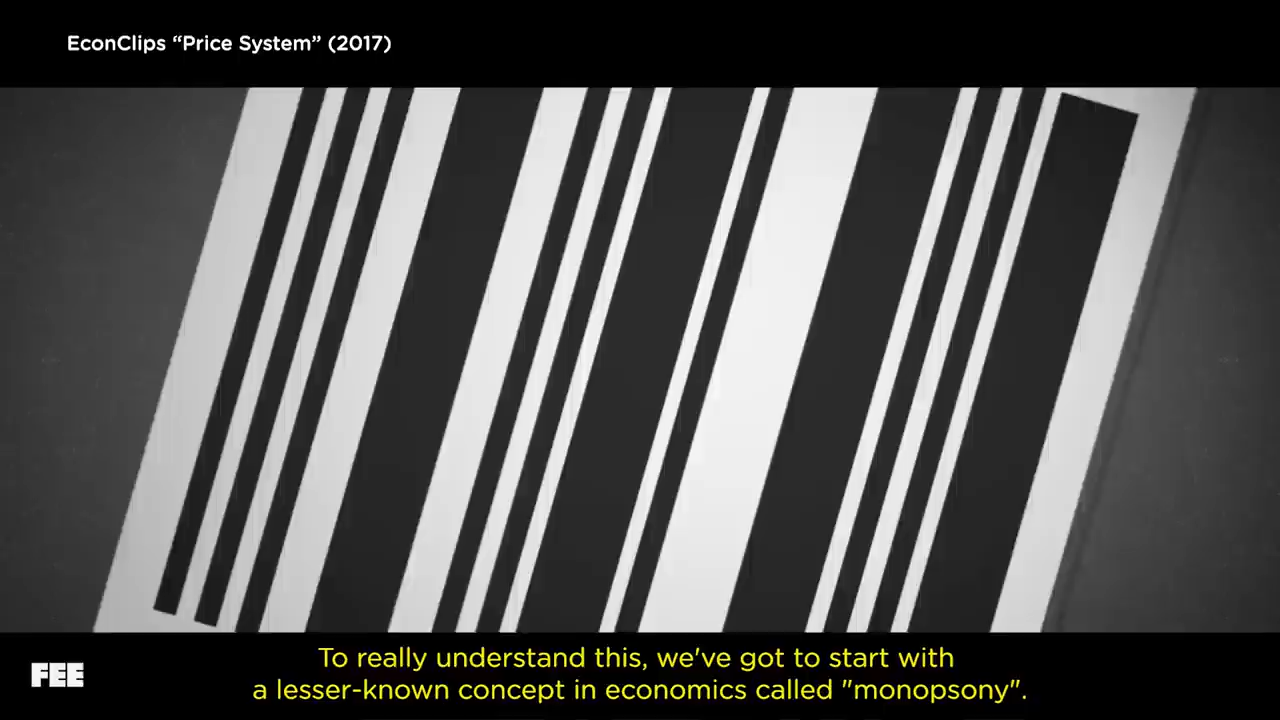 EconClips “Price System” (2017)
FEE
To really understand this, we've got to start with
a lesser-known concept in economics called "monopsony".